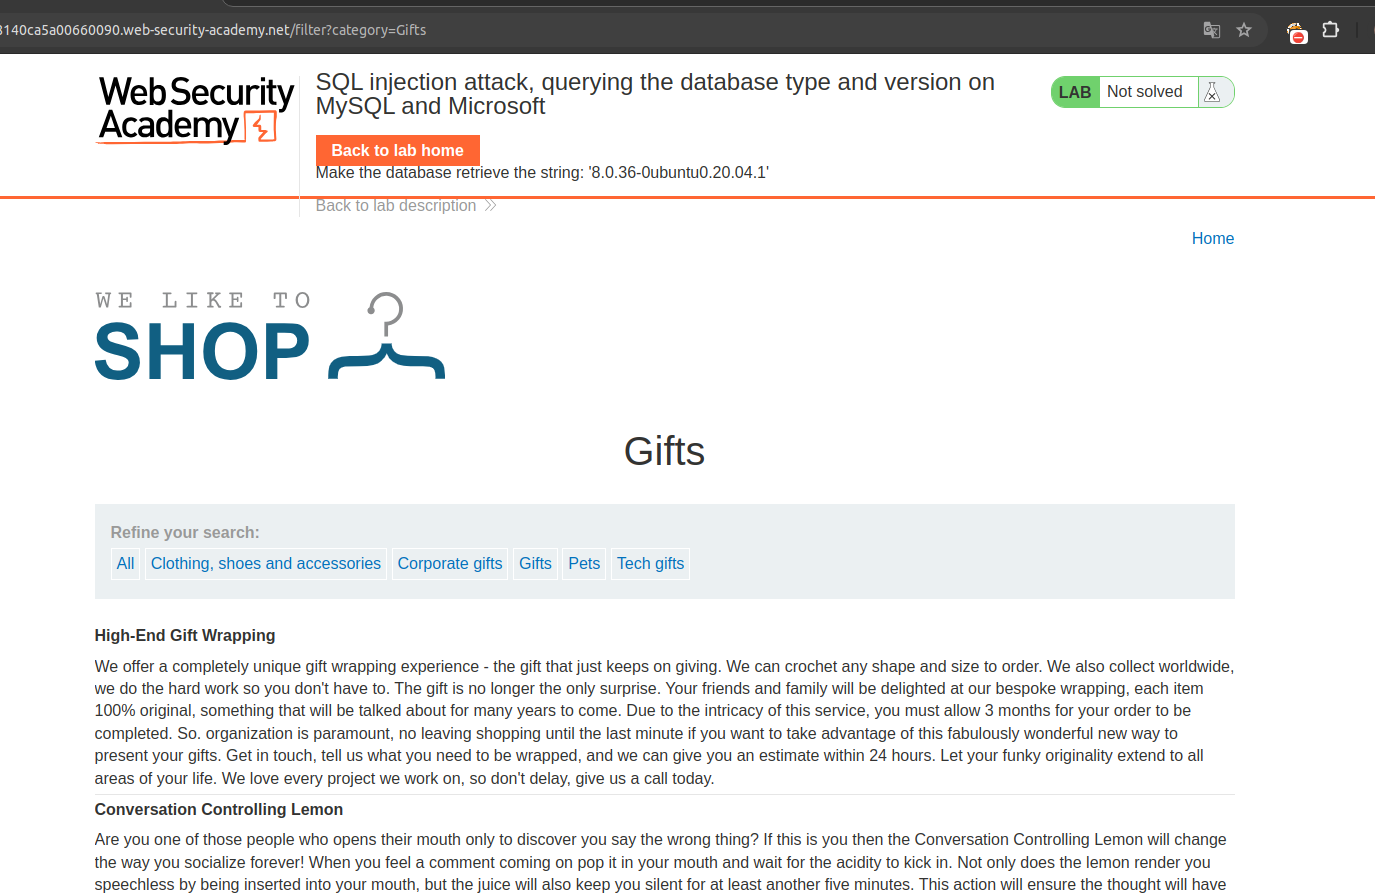 3140ca5a00660090.web-security-academy.net/filter?category=Gifts
Web Security
Academy
SQL injection attack, querying the database type and version on
MySQL and Microsoft
LAB Not solved
Back to lab home
Make the database retrieve the string: '8.0.36-0ubuntu0.20.04.1'
Back to lab description
Home
WE LIKE TO
SHOP
Gifts
Refine your search:
All Clothing, shoes and accessories Corporate gifts Gifts Pets Tech gifts
High-End Gift Wrapping
We offer a completely unique gift wrapping experience - the gift that just keeps on giving. We can crochet any shape and size to order. We also collect worldwide,
we do the hard work so you don't have to. The gift is no longer the only surprise. Your friends and family will be delighted at our bespoke wrapping, each item
100% original, something that will be talked about for many years to come. Due to the intricacy of this service, you must allow 3 months for your order to be
completed. So. organization is paramount, no leaving shopping until the last minute if you want to take advantage of this fabulously wonderful new way to
present your gifts. Get in touch, tell us what you need to be wrapped, and we can give you an estimate within 24 hours. Let your funky originality extend to all
areas of your life. We love every project we work on, so don't delay, give us a call today.
Conversation Controlling Lemon
Are you one of those people who opens their mouth only to discover you say the wrong thing? If this is you then the Conversation Controlling Lemon will change
the way you socialize forever! When you feel a comment coming on pop it in your mouth and wait for the acidity to kick in. Not only does the lemon render you
speechless by being inserted into your mouth, but the juice will also keep you silent for at least another five minutes. This action will ensure the thought will have